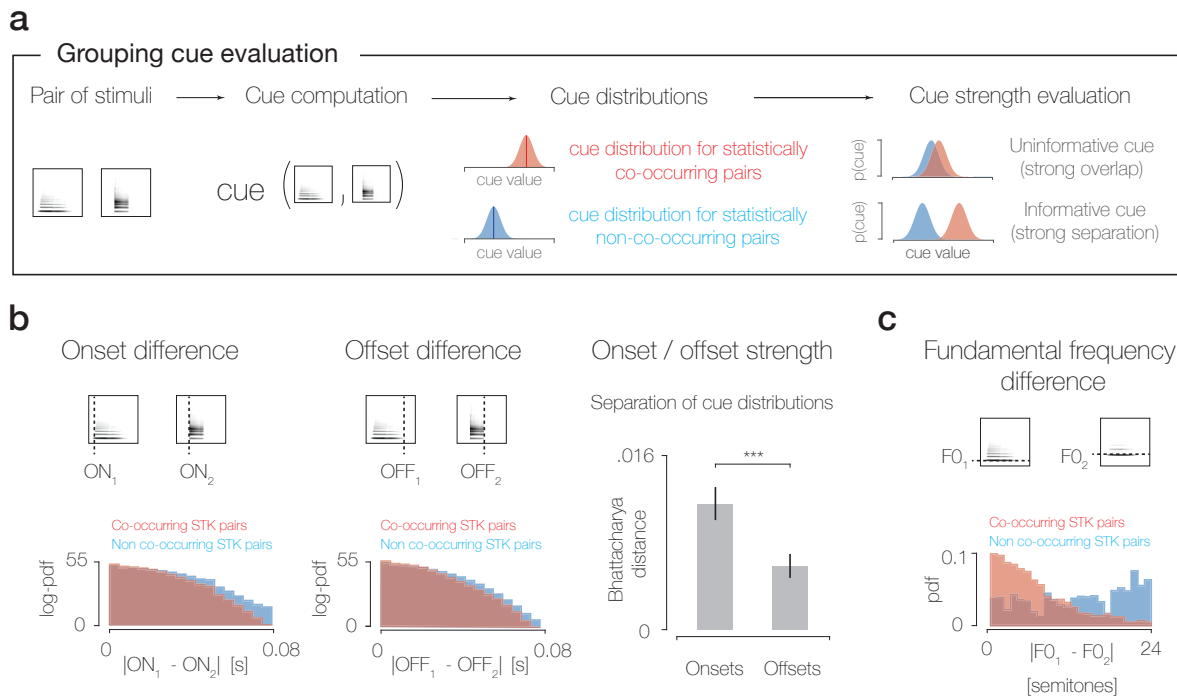 a
Grouping cue evaluation
Pair of stimuli
Cue computation
Cue distributions
Cue strength evaluation
cue ( , )
cue value
cue distribution for statistically
co-occurring pairs
cue value
cue distribution for statistically
non-co-occurring pairs
p(cue)
Uninformative cue
(strong overlap)
p(cue)
cue value
Informative cue
(strong separation)
b
Onset difference
ON₁
ON₂
Co-occurring STK pairs
Non co-occurring STK pairs
log-pdf
55
0
0
0.08
|ON₁ - ON₂| [s]
Offset difference
OFF₁
OFF₂
Co-occurring STK pairs
Non co-occurring STK pairs
log-pdf
55
0
0
0.08
|OFF₁ - OFF₂| [s]
Onset / offset strength
Separation of cue distributions
Bhattacharya
distance
.016
0
***
Onsets
Offsets
c
Fundamental frequency
difference
F0₁
F0₂
Co-occurring STK pairs
Non co-occurring STK pairs
pdf
0.1
0
0
24
|F0₁ - F0₂|
[semitones]